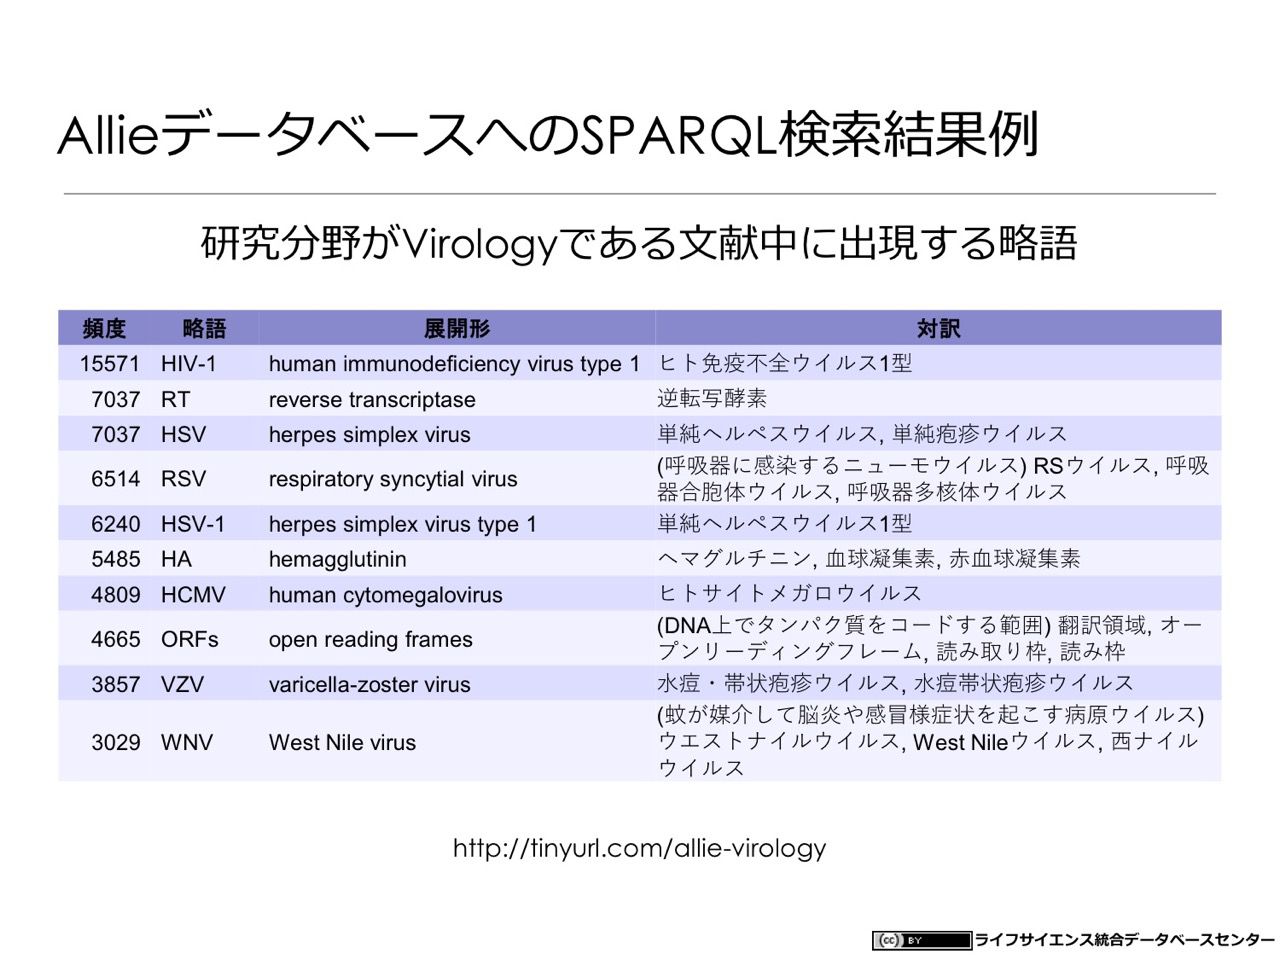 AllieデータベースへのSPARQL検索結果例
研究分野がVirologyである文献中に出現する略語
頻度 略語 展開形 対訳
15571 HIV-1 human immunodeficiency virus type 1 ヒト免疫不全ウイルス1型
7037 RT reverse transcriptase 逆転写酵素
7037 HSV herpes simplex virus 単純ヘルペスウイルス, 単純疱疹ウイルス
6514 RSV respiratory syncytial virus (呼吸器に感染するニューモウイルス) RSウイルス, 呼吸
器合胞体ウイルス, 呼吸器多核体ウイルス
6240 HSV-1 herpes simplex virus type 1 単純ヘルペスウイルス1型
5485 HA hemagglutinin ヘマグルチニン, 血球凝集素, 赤血球凝集素
4809 HCMV human cytomegalovirus ヒトサイトメガロウイルス
4665 ORFs open reading frames (DNA上でタンパク質をコードする範囲) 翻訳領域, オー
プンリーディングフレーム, 読み取り枠, 読み枠
3857 VZV varicella-zoster virus 水痘・帯状疱疹ウイルス, 水痘帯状疱疹ウイルス
3029 WNV West Nile virus (蚊が媒介して脳炎や感冒様症状を起こす病原ウイルス)
ウエストナイルウイルス, West Nileウイルス, 西ナイル
ウイルス
http://tinyurl.com/allie-virology
cc BY ライフサイエンス統合データベースセンター